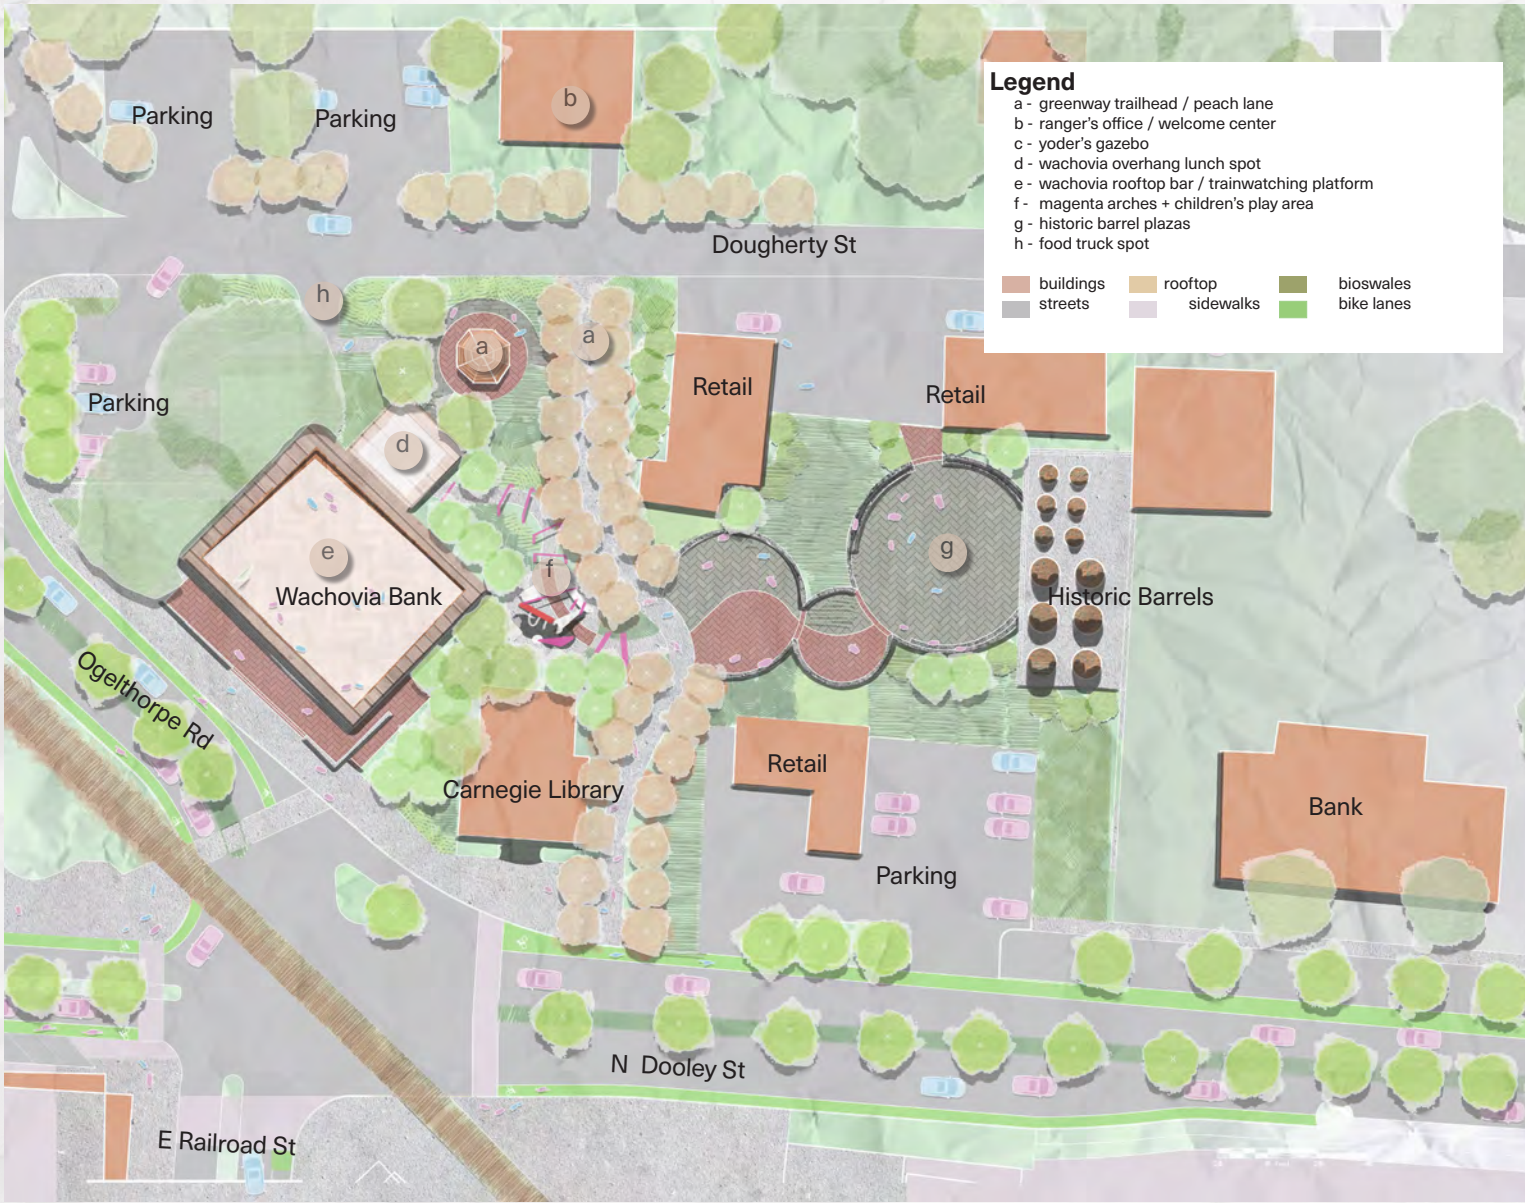 Legend
a - greenway trailhead / peach lane
b - ranger's office / welcome center
c - yoder's gazebo
d - wachovia overhang lunch spot
e - wachovia rooftop bar / trainwatching platform
f - magenta arches + children's play area
g - historic barrel plazas
h - food truck spot
buildings rooftop bioswales
streets sidewalks bike lanes
b
Parking Parking
Dougherty St
h
a a
Retail Retail
Parking
d
g
e
f
Wachovia Bank Historic Barrels
Ogelthorpe Rd
Retail
Carnegie Library
Bank
Parking
N Dooley St
E Railroad St